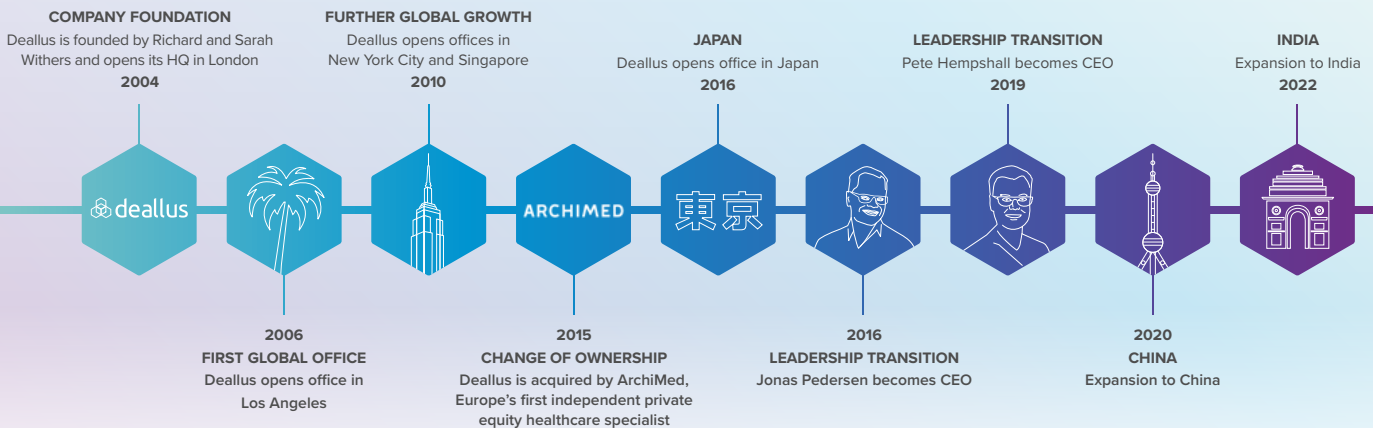 COMPANY FOUNDATION
Deallus is founded by Richard and Sarah
Withers and opens its HQ in London
2004
FURTHER GLOBAL GROWTH
Deallus opens offices in
New York City and Singapore
2010
JAPAN
Deallus opens office in Japan
2016
LEADERSHIP TRANSITION
Pete Hempshall becomes CEO
2019
INDIA
Expansion to India
2022
deallus
ARCHIMED
東京
2006
FIRST GLOBAL OFFICE
Deallus opens office in
Los Angeles
2015
CHANGE OF OWNERSHIP
Deallus is acquired by ArchiMed,
Europe’s first independent private
equity healthcare specialist
2016
LEADERSHIP TRANSITION
Jonas Pedersen becomes CEO
2020
CHINA
Expansion to China